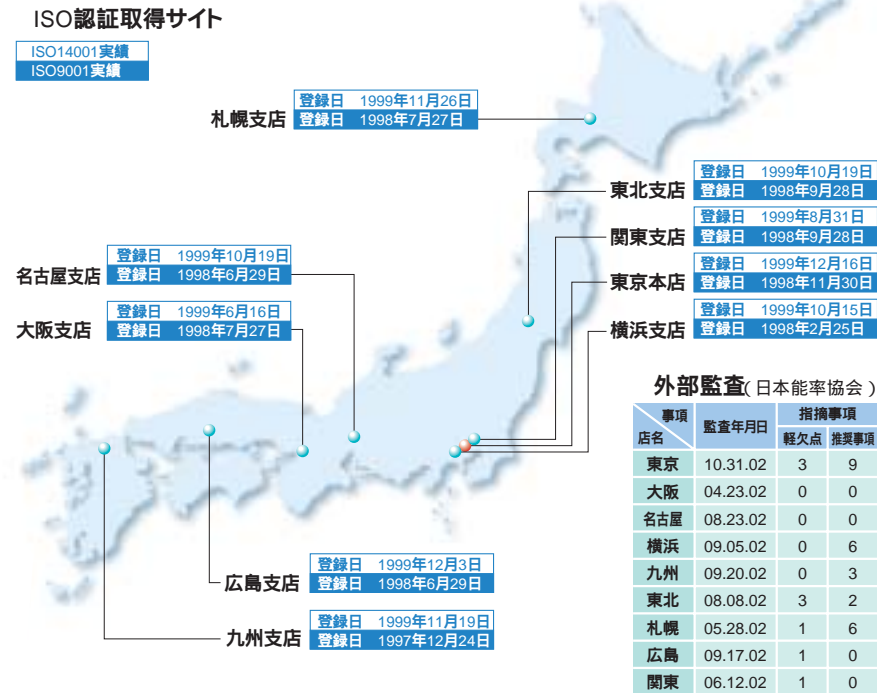 ISO認証取得サイト
ISO14001実績
ISO9001実績
札幌支店
登録日 1999年11月26日
登録日 1998年7月27日
東北支店
登録日 1999年10月19日
登録日 1998年9月28日
関東支店
登録日 1999年8月31日
登録日 1998年9月28日
東京本店
登録日 1999年12月16日
登録日 1998年11月30日
横浜支店
登録日 1999年10月15日
登録日 1998年2月25日
名古屋支店
登録日 1999年10月19日
登録日 1998年6月29日
大阪支店
登録日 1999年6月16日
登録日 1998年7月27日
広島支店
登録日 1999年12月3日
登録日 1998年6月29日
九州支店
登録日 1999年11月19日
登録日 1997年12月24日
外部監査(日本能率協会)
事項 店名 監査年月日 指摘事項
軽欠点 推奨事項
東京 10.31.02 3 9
大阪 04.23.02 0 0
名古屋 08.23.02 0 0
横浜 09.05.02 0 6
九州 09.20.02 0 3
東北 08.08.02 3 2
札幌 05.28.02 1 6
広島 09.17.02 1 0
関東 06.12.02 1 0